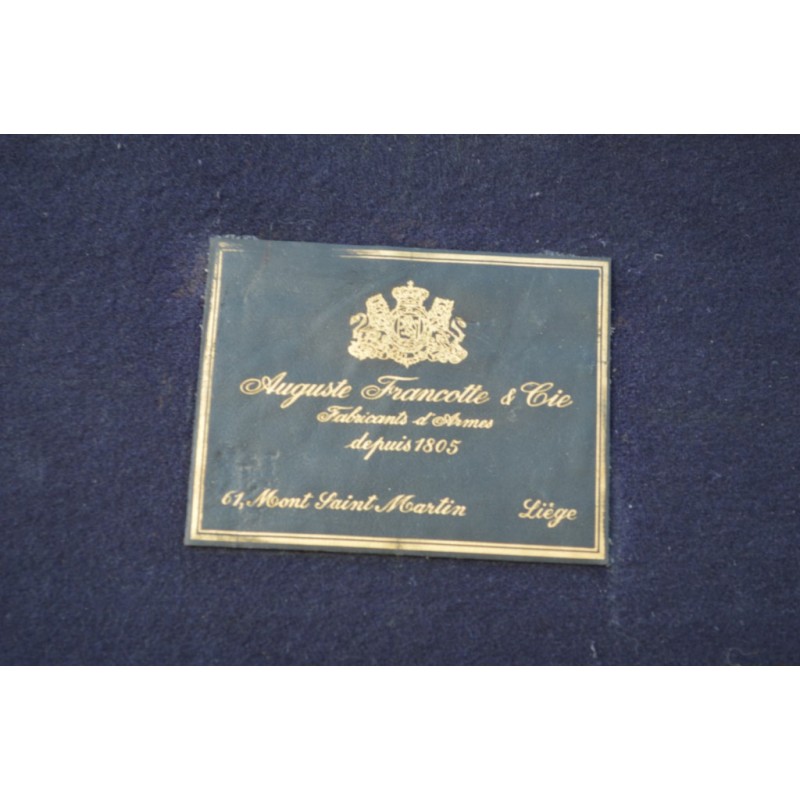 Auguste Francotte & Cie
Fabricants d'Armes
depuis 1805
61, Mont Saint Martin Liège